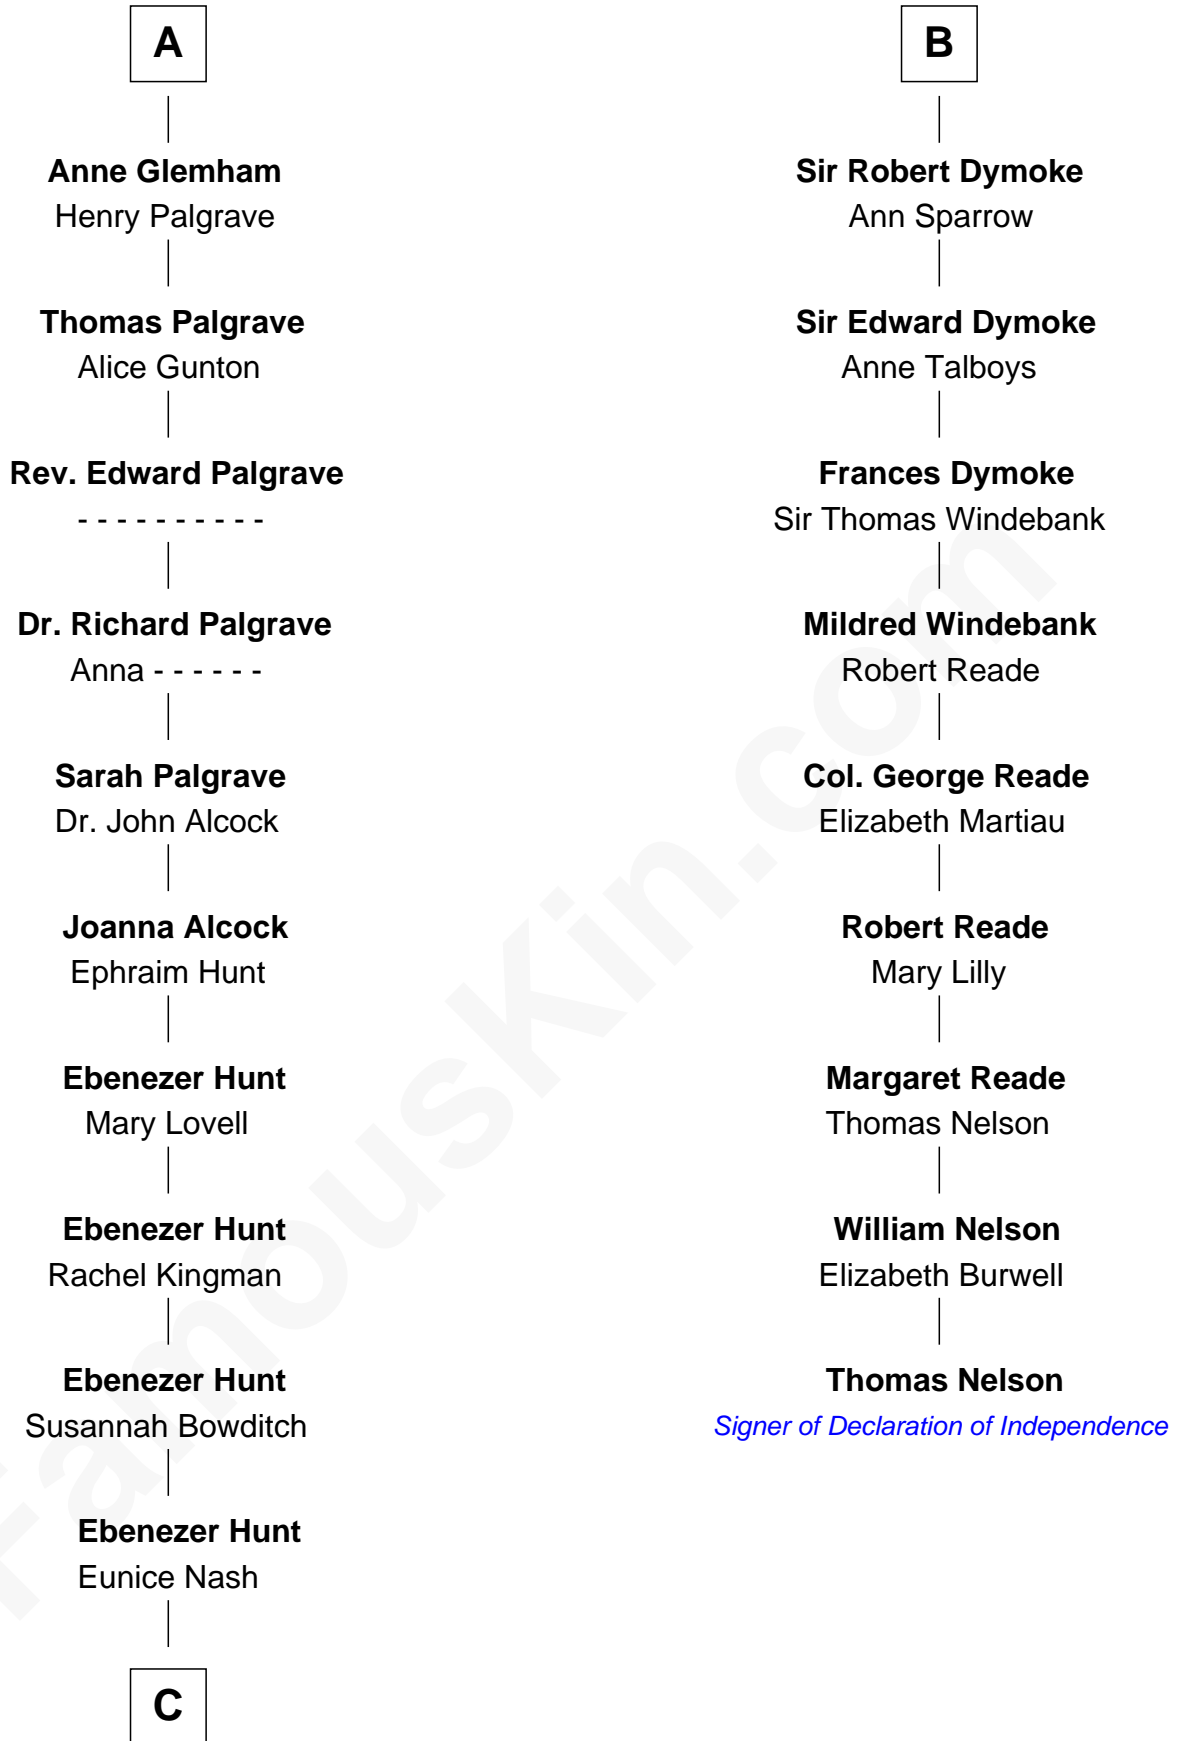 A
Anne Glemham
Henry Palgrave
Thomas Palgrave
Alice Gunton
Rev. Edward Palgrave
- - - - - - - - - -
Dr. Richard Palgrave
Anna - - - - - -
Sarah Palgrave
Dr. John Alcock
Joanna Alcock
Ephraim Hunt
Ebenezer Hunt
Mary Lovell
Ebenezer Hunt
Rachel Kingman
Ebenezer Hunt
Susannah Bowditch
Ebenezer Hunt
Eunice Nash
C
B
Sir Robert Dymoke
Ann Sparrow
Sir Edward Dymoke
Anne Talboys
Frances Dymoke
Sir Thomas Windebank
Mildred Windebank
Robert Reade
Col. George Reade
Elizabeth Martiau
Robert Reade
Mary Lilly
Margaret Reade
Thomas Nelson
William Nelson
Elizabeth Burwell
Thomas Nelson
Signer of Declaration of Independence
FamousKin.com